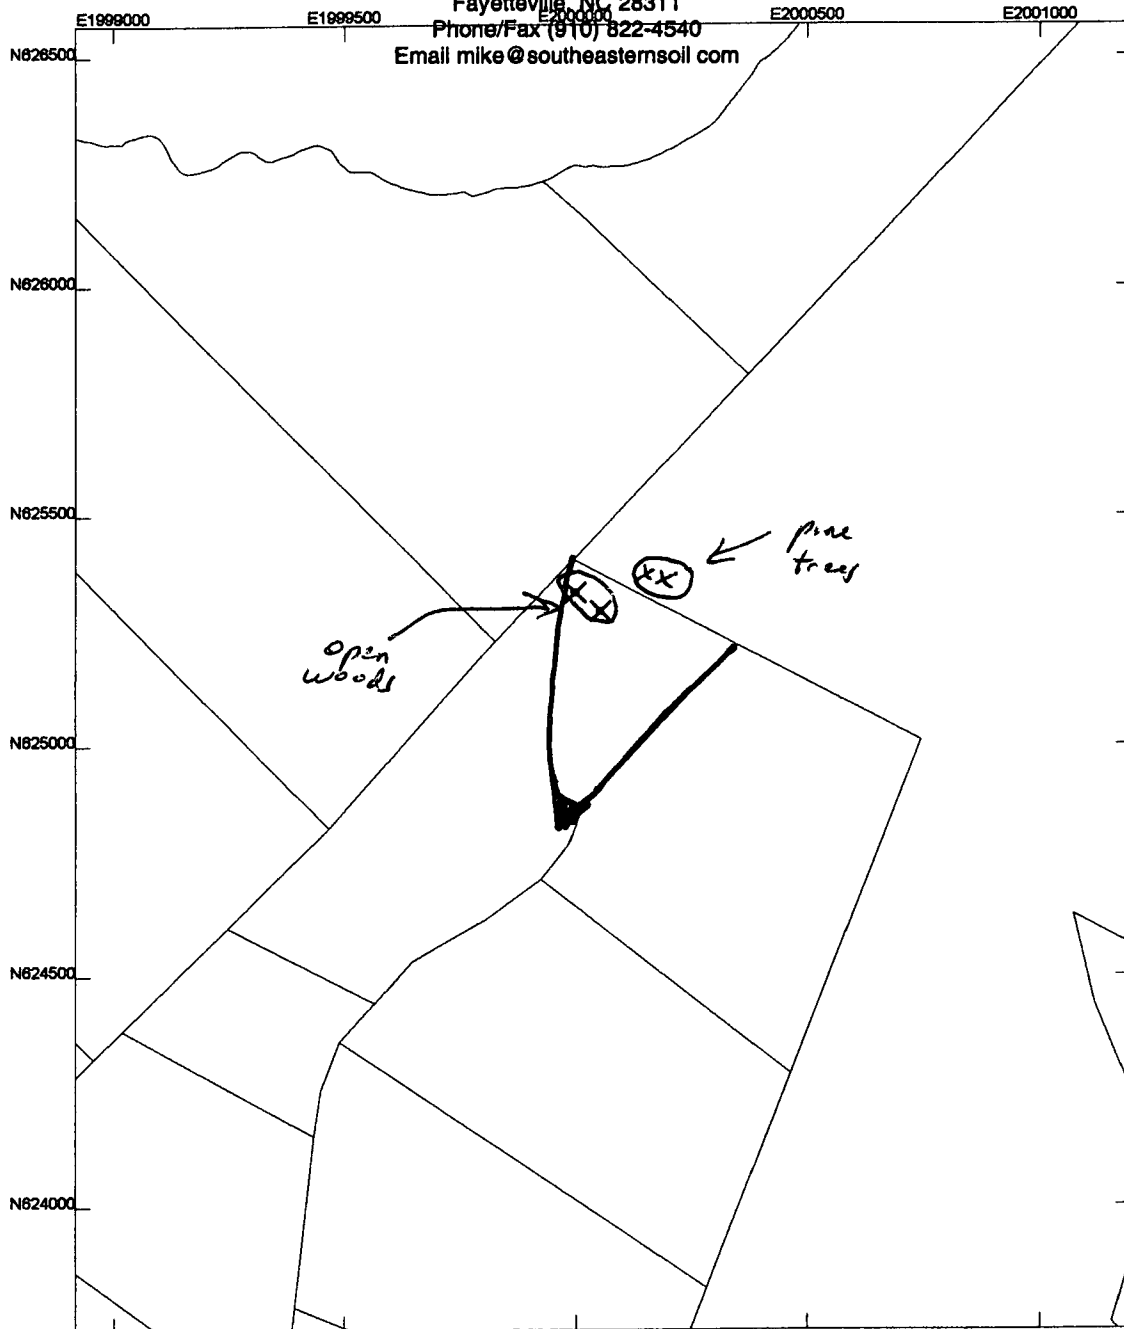 Fayetteville, NC 28311
E1999000 E1999500 E2000000 E2000500 E2001000
Phone/Fax (910) 822-4540
N626500
Email mike@southeasternsoil.com
N626000
N625500
pine
trees
xx
x
x
open
woods
N625000
N624500
N624000